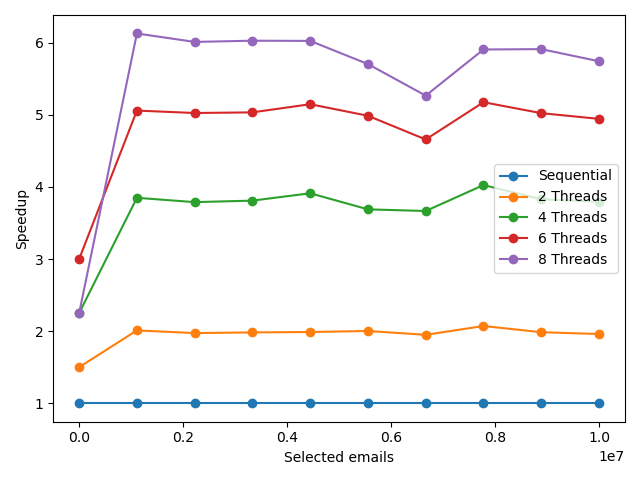 6
5
4
3
2
1
Speedup
Sequential
2 Threads
4 Threads
6 Threads
8 Threads
0.0 0.2 0.4 0.6 0.8 1.0
1e7
Selected emails